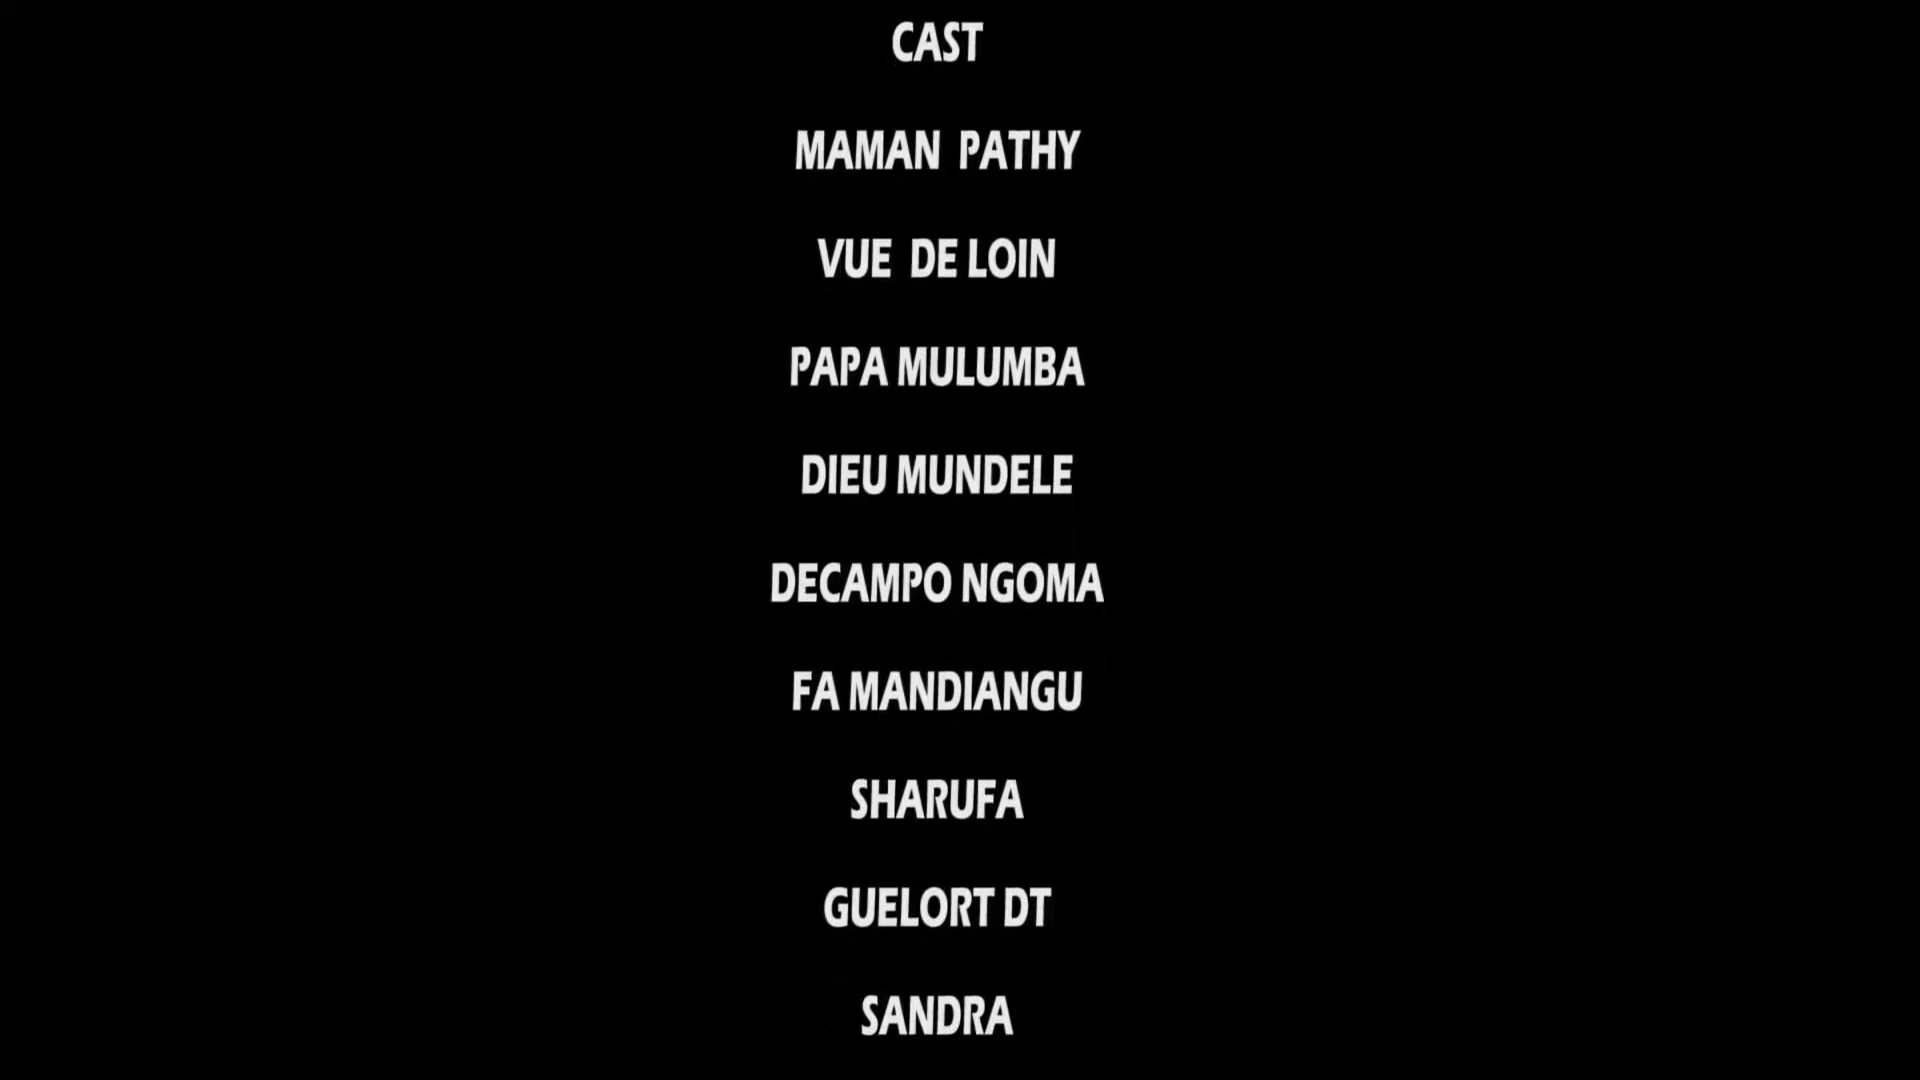 CAST
MAMAN PATHY
VUE DE LOIN
PAPA MULUMBA
DIEU MUNDELE
DECAMPO NGOMA
FA MANDIANGU
SHARUFA
GUELORT DT
SANDRA